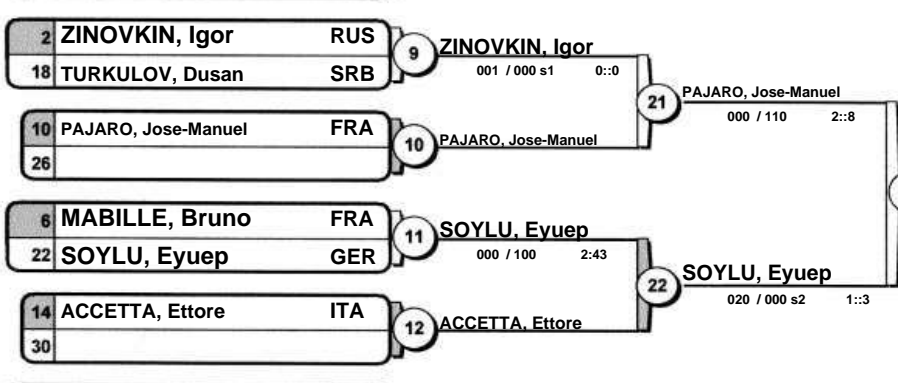 2 ZINOVKIN, Igor RUS
18 TURKULOV, Dusan SRB
9
ZINOVKIN, Igor
001 / 000 s1 0::0
10 PAJARO, Jose-Manuel FRA
26
10
PAJARO, Jose-Manuel
21
PAJARO, Jose-Manuel
000 / 110 2::8
6 MABILLE, Bruno FRA
22 SOYLU, Eyuep GER
11
SOYLU, Eyuep
000 / 100 2:43
14 ACCETTA, Ettore ITA
30
12
ACCETTA, Ettore
22
SOYLU, Eyuep
020 / 000 s2 1::3